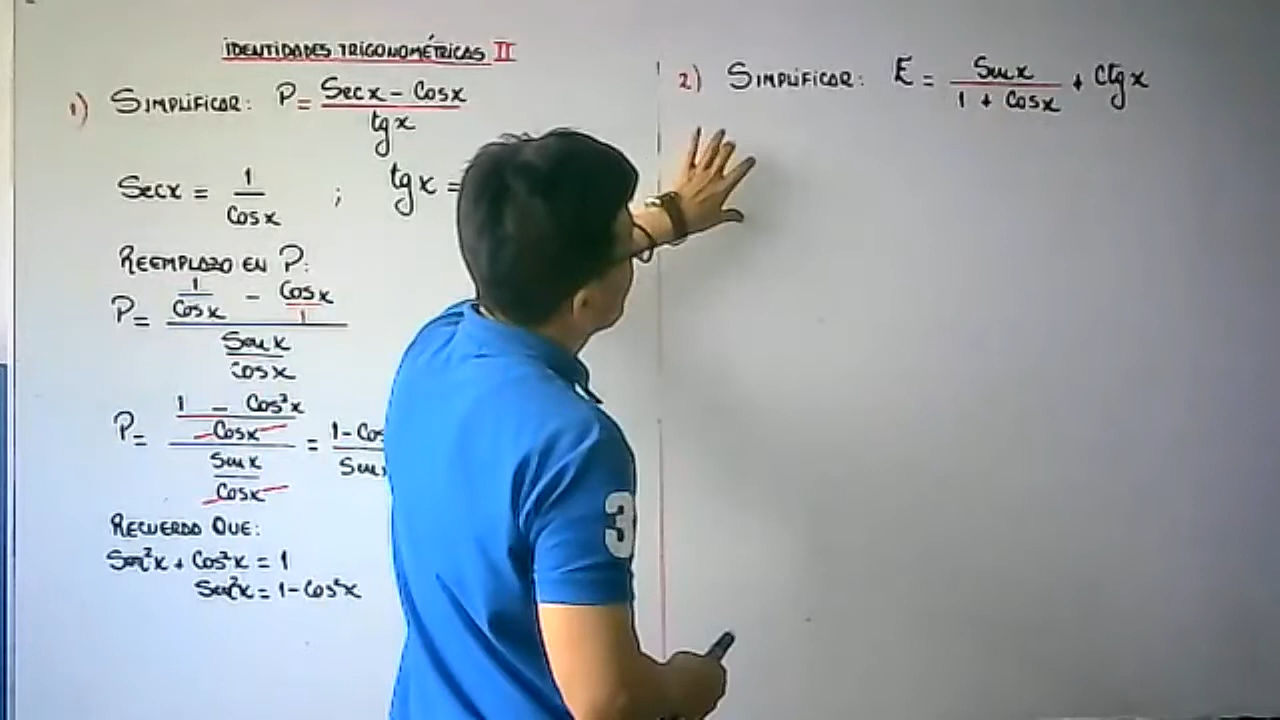 IDENTIDADES TRIGONOMÉTRICAS II
1) SIMPLIFICAR: P = (Secx - Cosx) / tgx
Secx = 1 / Cosx ; tgx =
REEMPLAZO EN P:
P = (1/Cosx - Cosx/1) / (Senx/Cosx)
P = ((1 - Cos²x)/Cosx) / (Senx/Cosx) = 1-Cos / Sen
RECUERDO QUE:
Sen²x + Cos²x = 1
Sen²x = 1 - Cos²x
2) SIMPLIFICAR: E = Senx / (1 + Cosx) + Ctgx
3